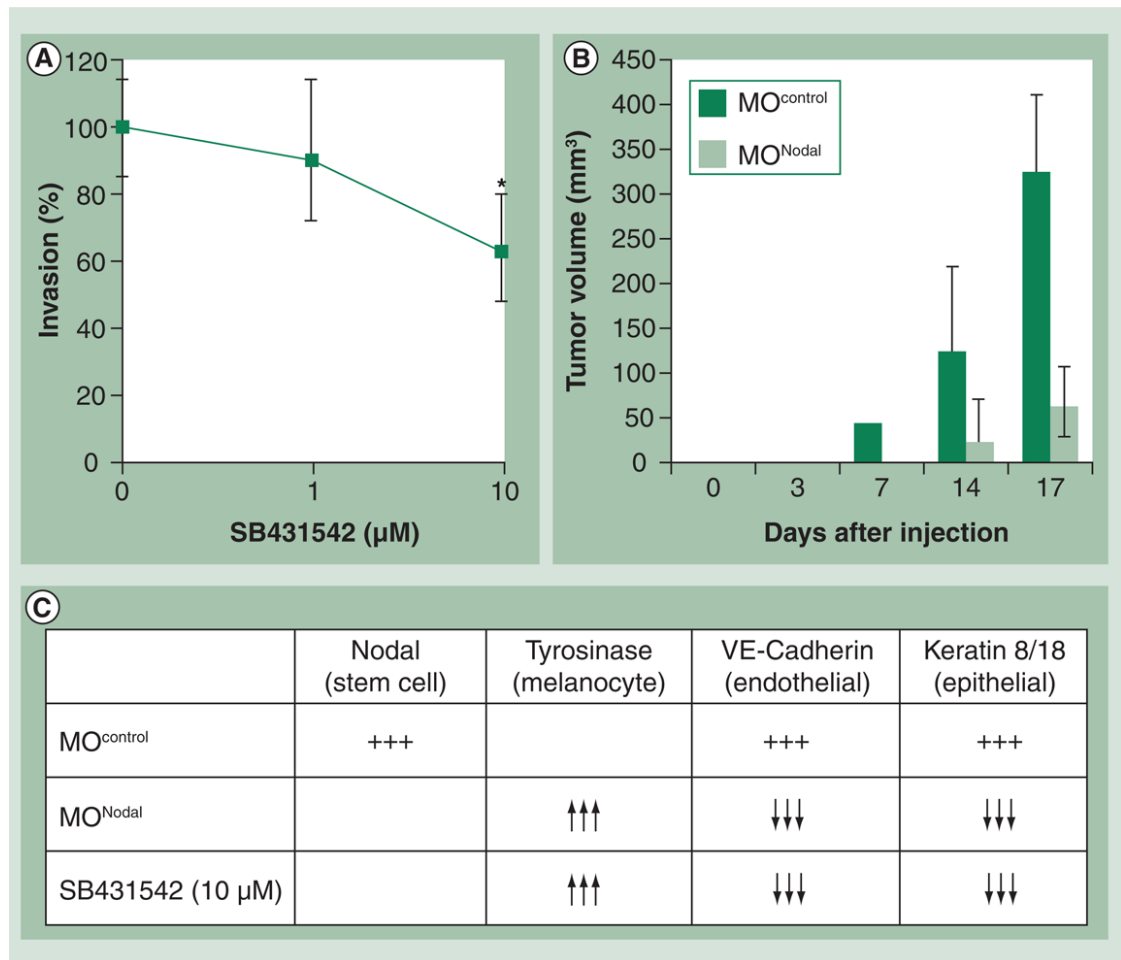 A
120
100
80
60
40
20
0
Invasion (%)
*
0 1 10
SB431542 (µM)
B
450
400
350
300
250
200
150
100
50
0
Tumor volume (mm³)
MOcontrol
MONodal
0 3 7 14 17
Days after injection
C
Nodal Tyrosinase VE-Cadherin Keratin 8/18
(stem cell) (melanocyte) (endothelial) (epithelial)
MOcontrol +++ +++ +++
MONodal ↑↑↑ ↓↓↓ ↓↓↓
SB431542 (10 µM) ↑↑↑ ↓↓↓ ↓↓↓